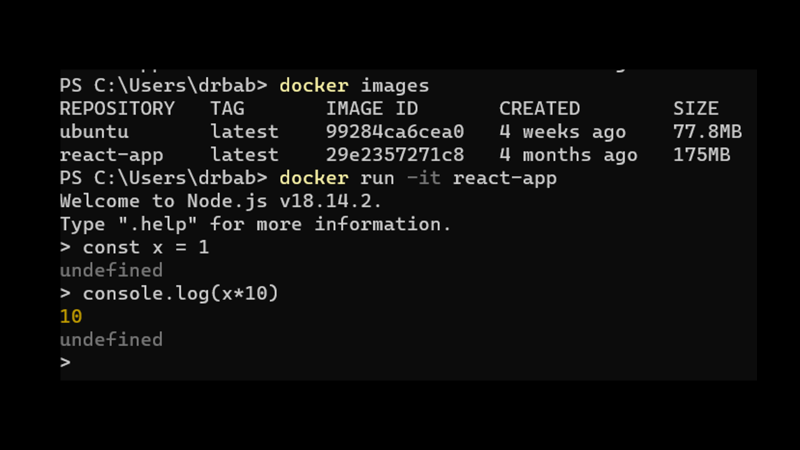 PS C:\Users\drbab> docker images
REPOSITORY   TAG       IMAGE ID       CREATED        SIZE
ubuntu       latest    99284ca6cea0   4 weeks ago    77.8MB
react-app    latest    29e2357271c8   4 months ago   175MB
PS C:\Users\drbab> docker run -it react-app
Welcome to Node.js v18.14.2.
Type ".help" for more information.
> const x = 1
undefined
> console.log(x*10)
10
undefined
>